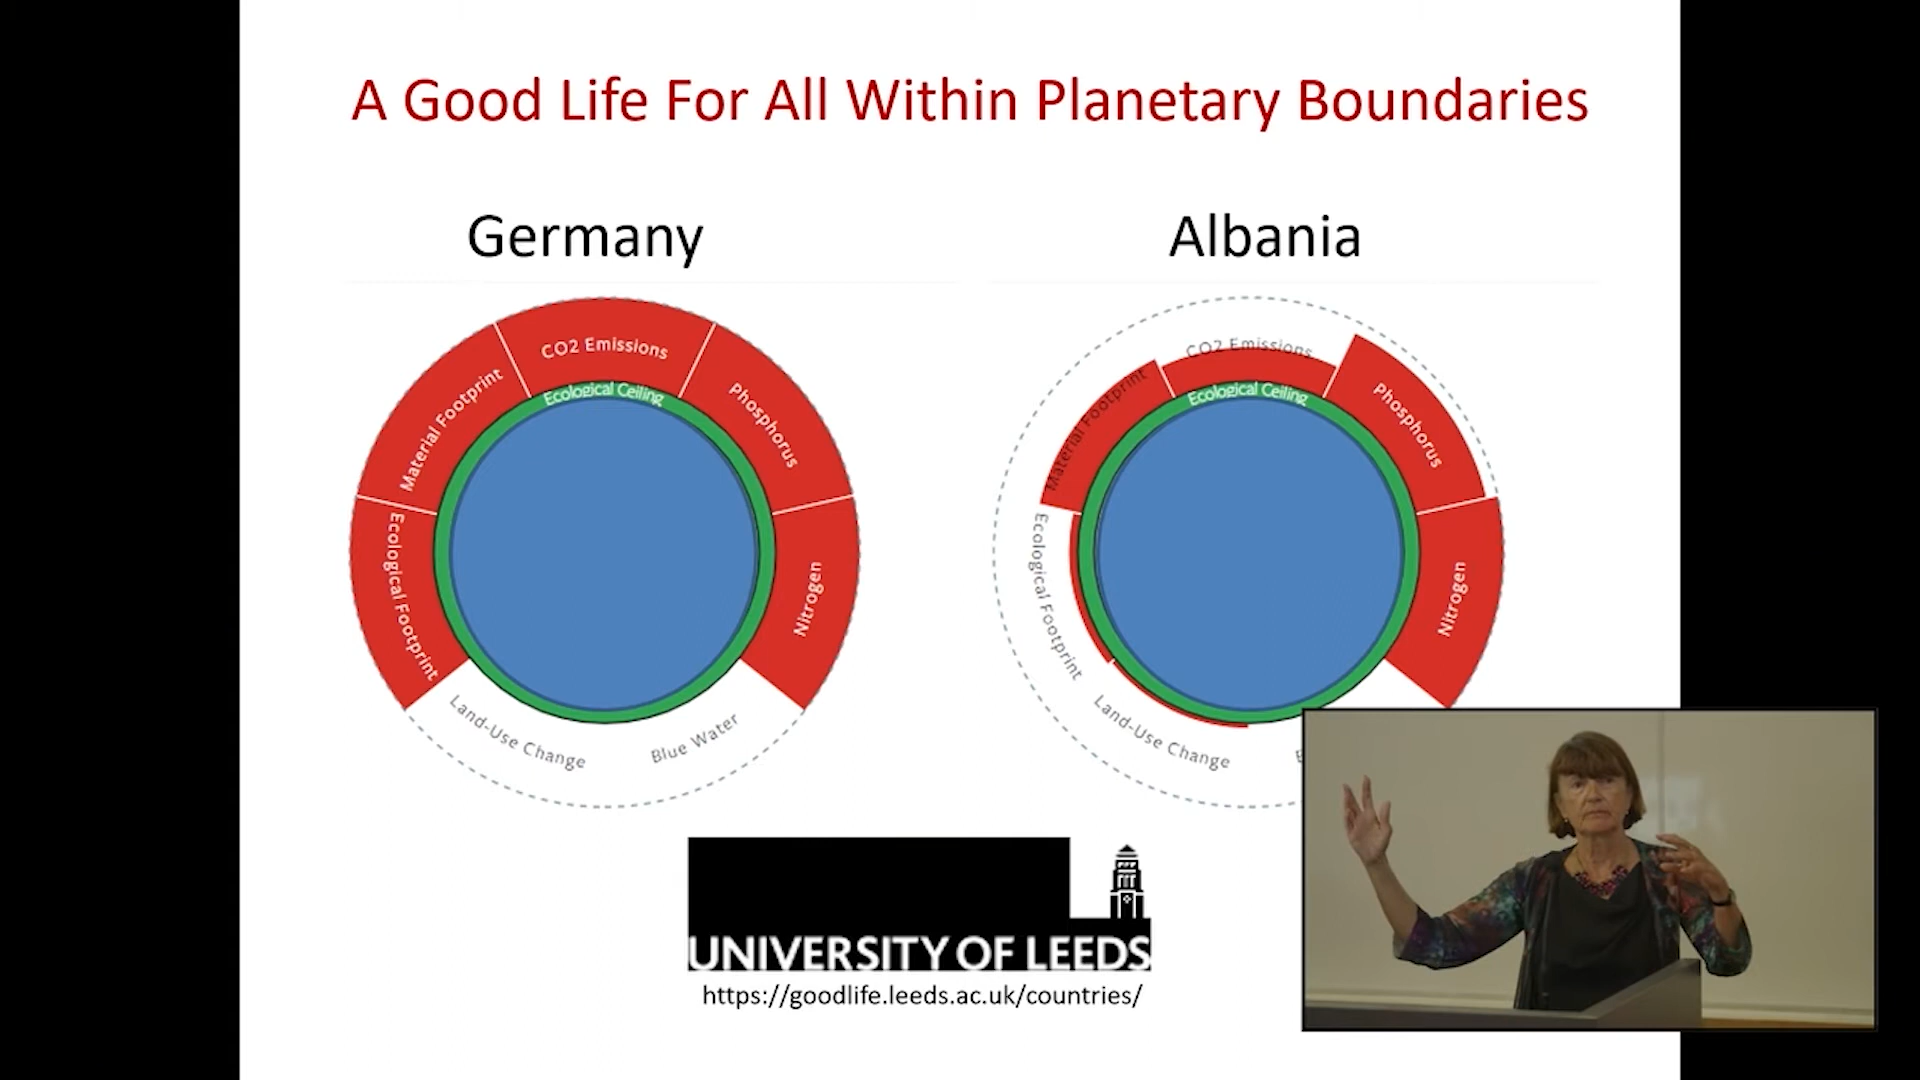 A Good Life For All Within Planetary Boundaries
Germany
Albania
CO2 Emissions
Material Footprint
Phosphorus
Ecological Ceiling
Ecological Footprint
Nitrogen
Land-Use Change
Blue Water
CO2 Emissions
Material Footprint
Phosphorus
Ecological Ceiling
Ecological Footprint
Nitrogen
Land-Use Change
UNIVERSITY OF LEEDS
https://goodlife.leeds.ac.uk/countries/